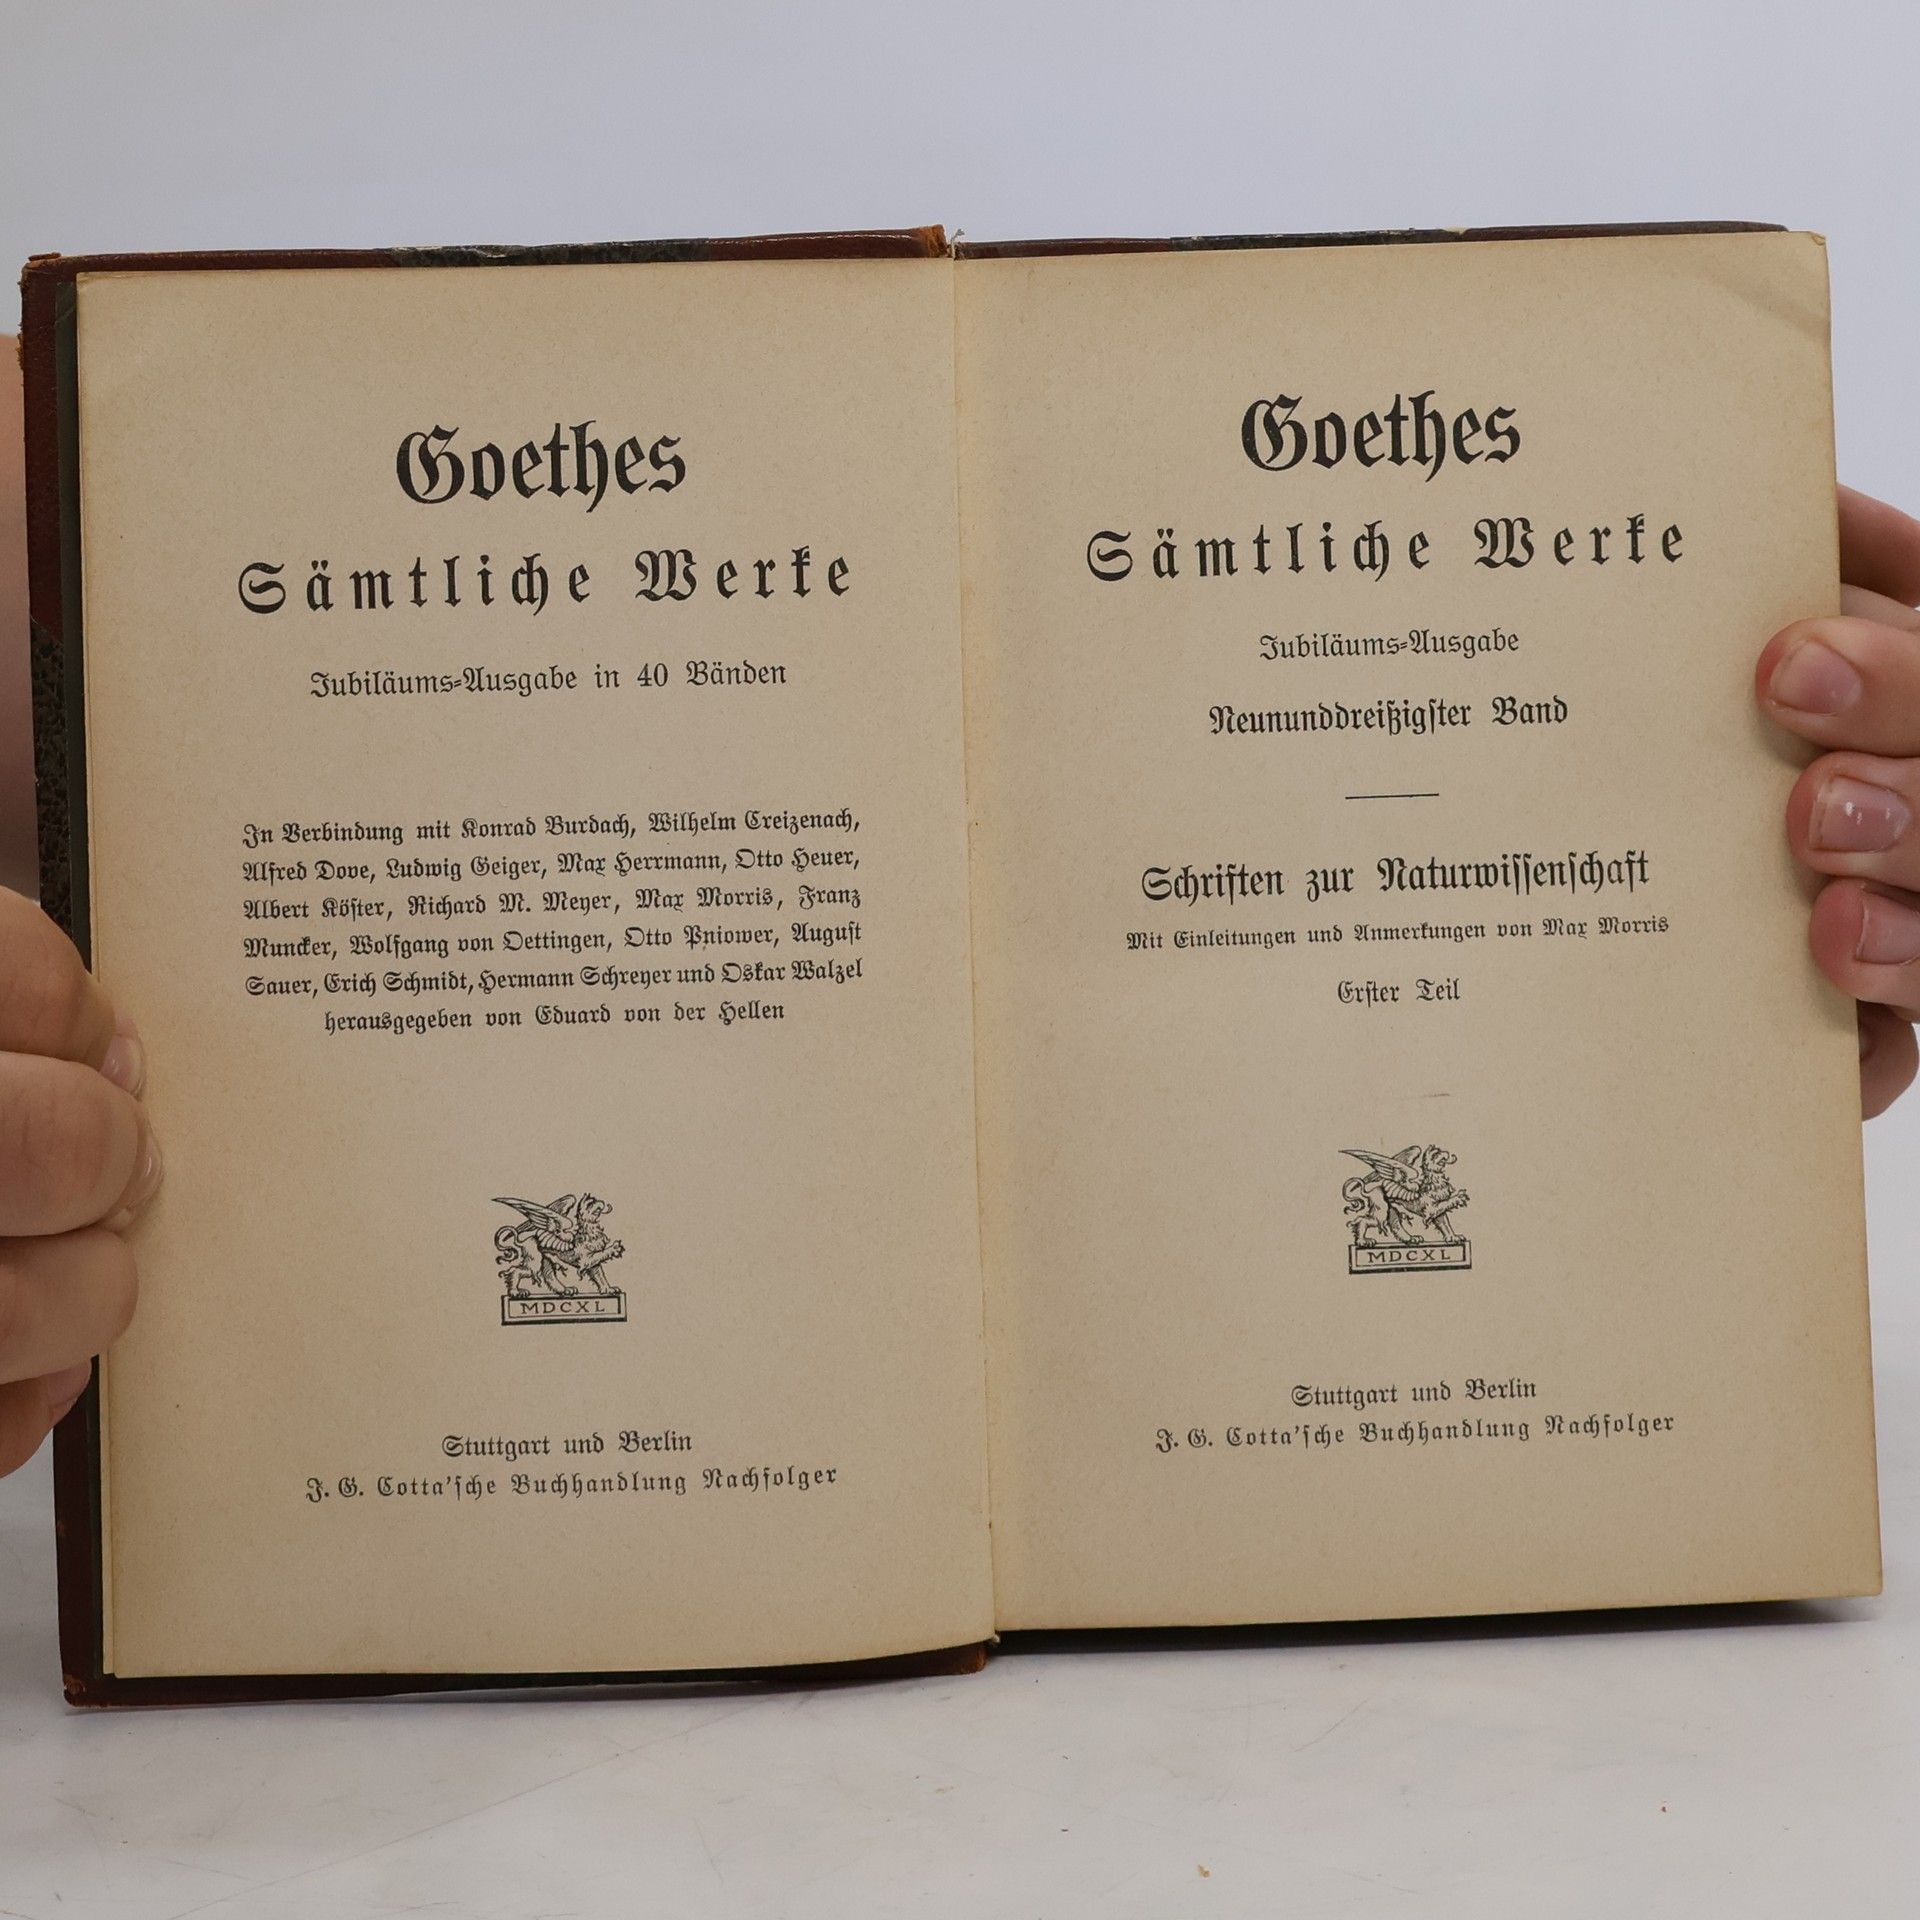 Goethes
Sämtliche Werke
Jubiläums=Ausgabe in 40 Bänden
In Verbindung mit Konrad Burdach, Wilhelm Creizenach,
Alfred Dove, Ludwig Geiger, Max Herrmann, Otto Heuer,
Albert Köſter, Richard M. Meyer, Max Morris, Franz
Muncker, Wolfgang von Oettingen, Otto Pniower, Auguſt
Sauer, Erich Schmidt, Hermann Schreyer und Oskar Walzel
herausgegeben von Eduard von der Hellen
MDCXL
Stuttgart und Berlin
J. G. Cotta'ſche Buchhandlung Nachfolger
Goethes
Sämtliche Werke
Jubiläums=Ausgabe
Neununddreißigſter Band
Schriften zur Naturwiſſenſchaft
Mit Einleitungen und Anmerkungen von Max Morris
Erſter Teil
MDCXL
Stuttgart und Berlin
J. G. Cotta'ſche Buchhandlung Nachfolger